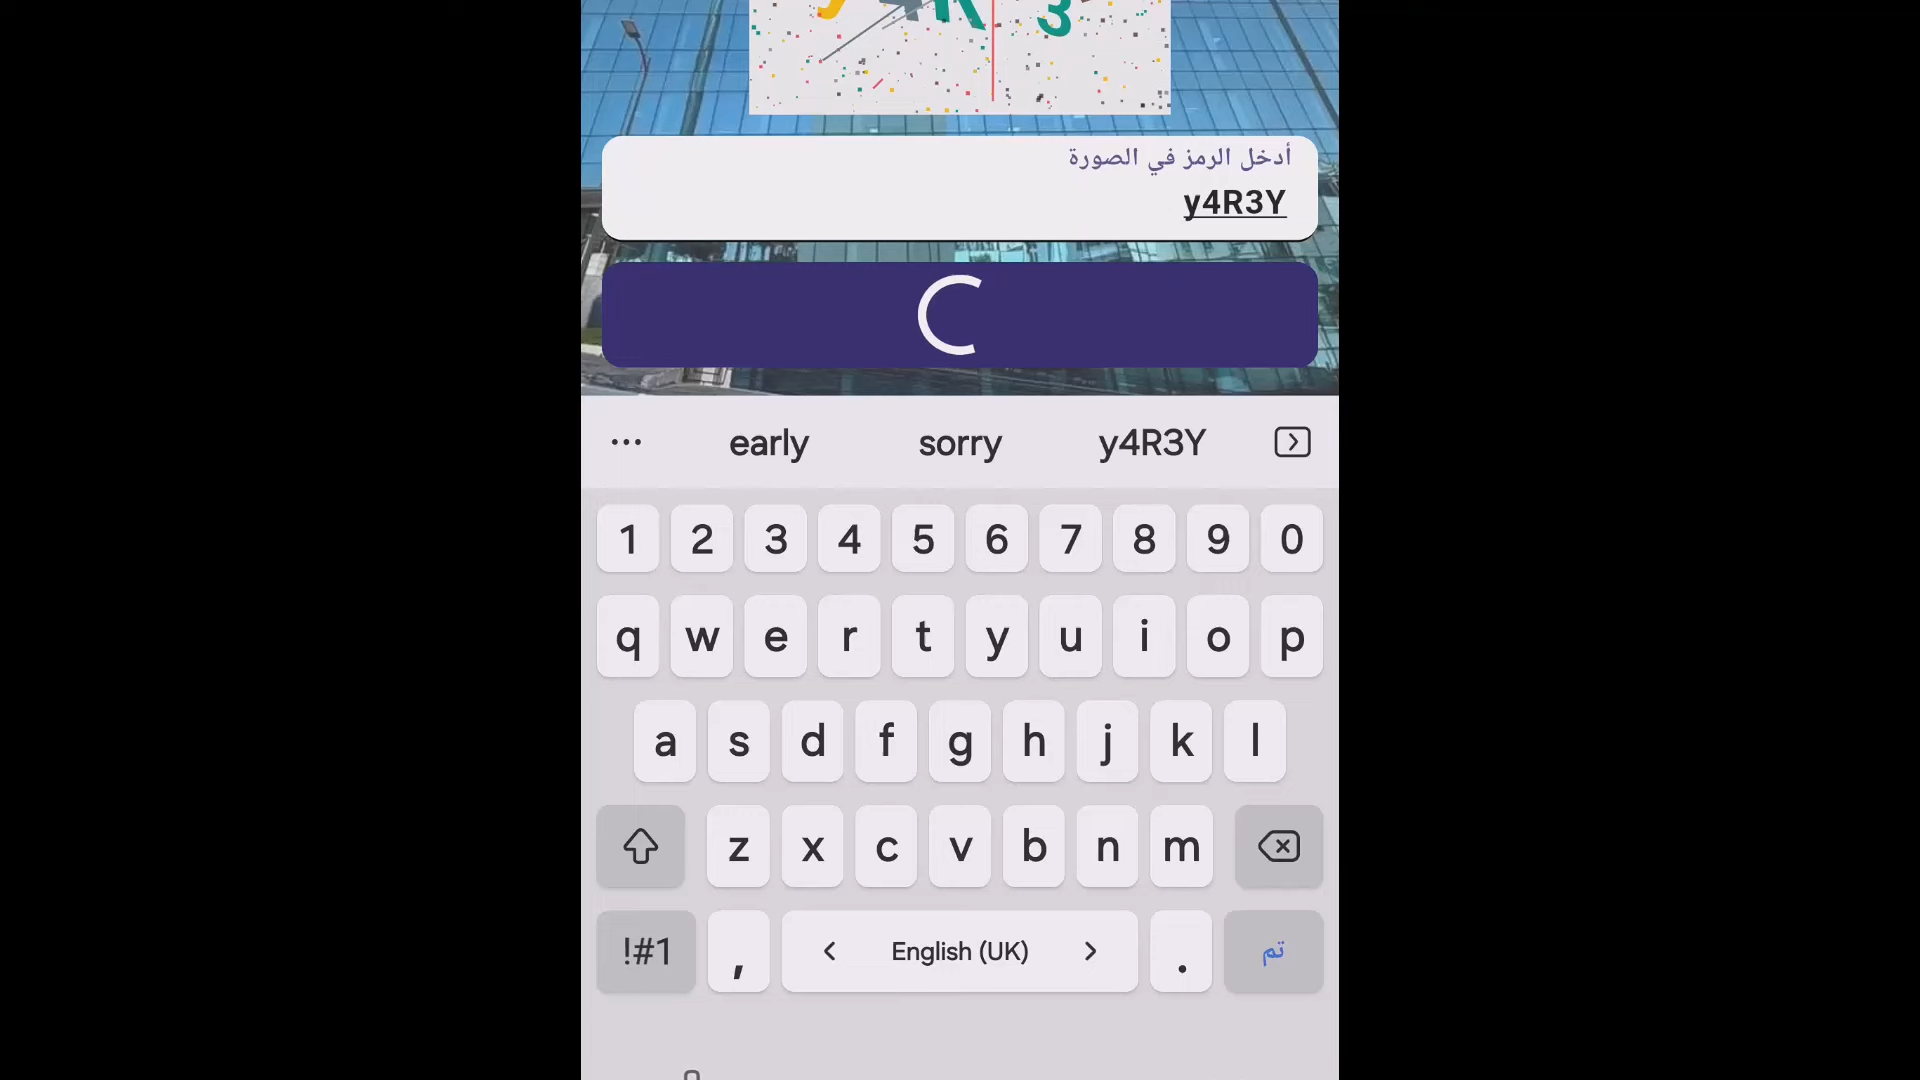 أدخل الرمز في الصورة
y4R3Y
early sorry y4R3Y
1 2 3 4 5 6 7 8 9 0
q w e r t y u i o p
a s d f g h j k l
z x c v b n m
!#1 , English (UK) . تم